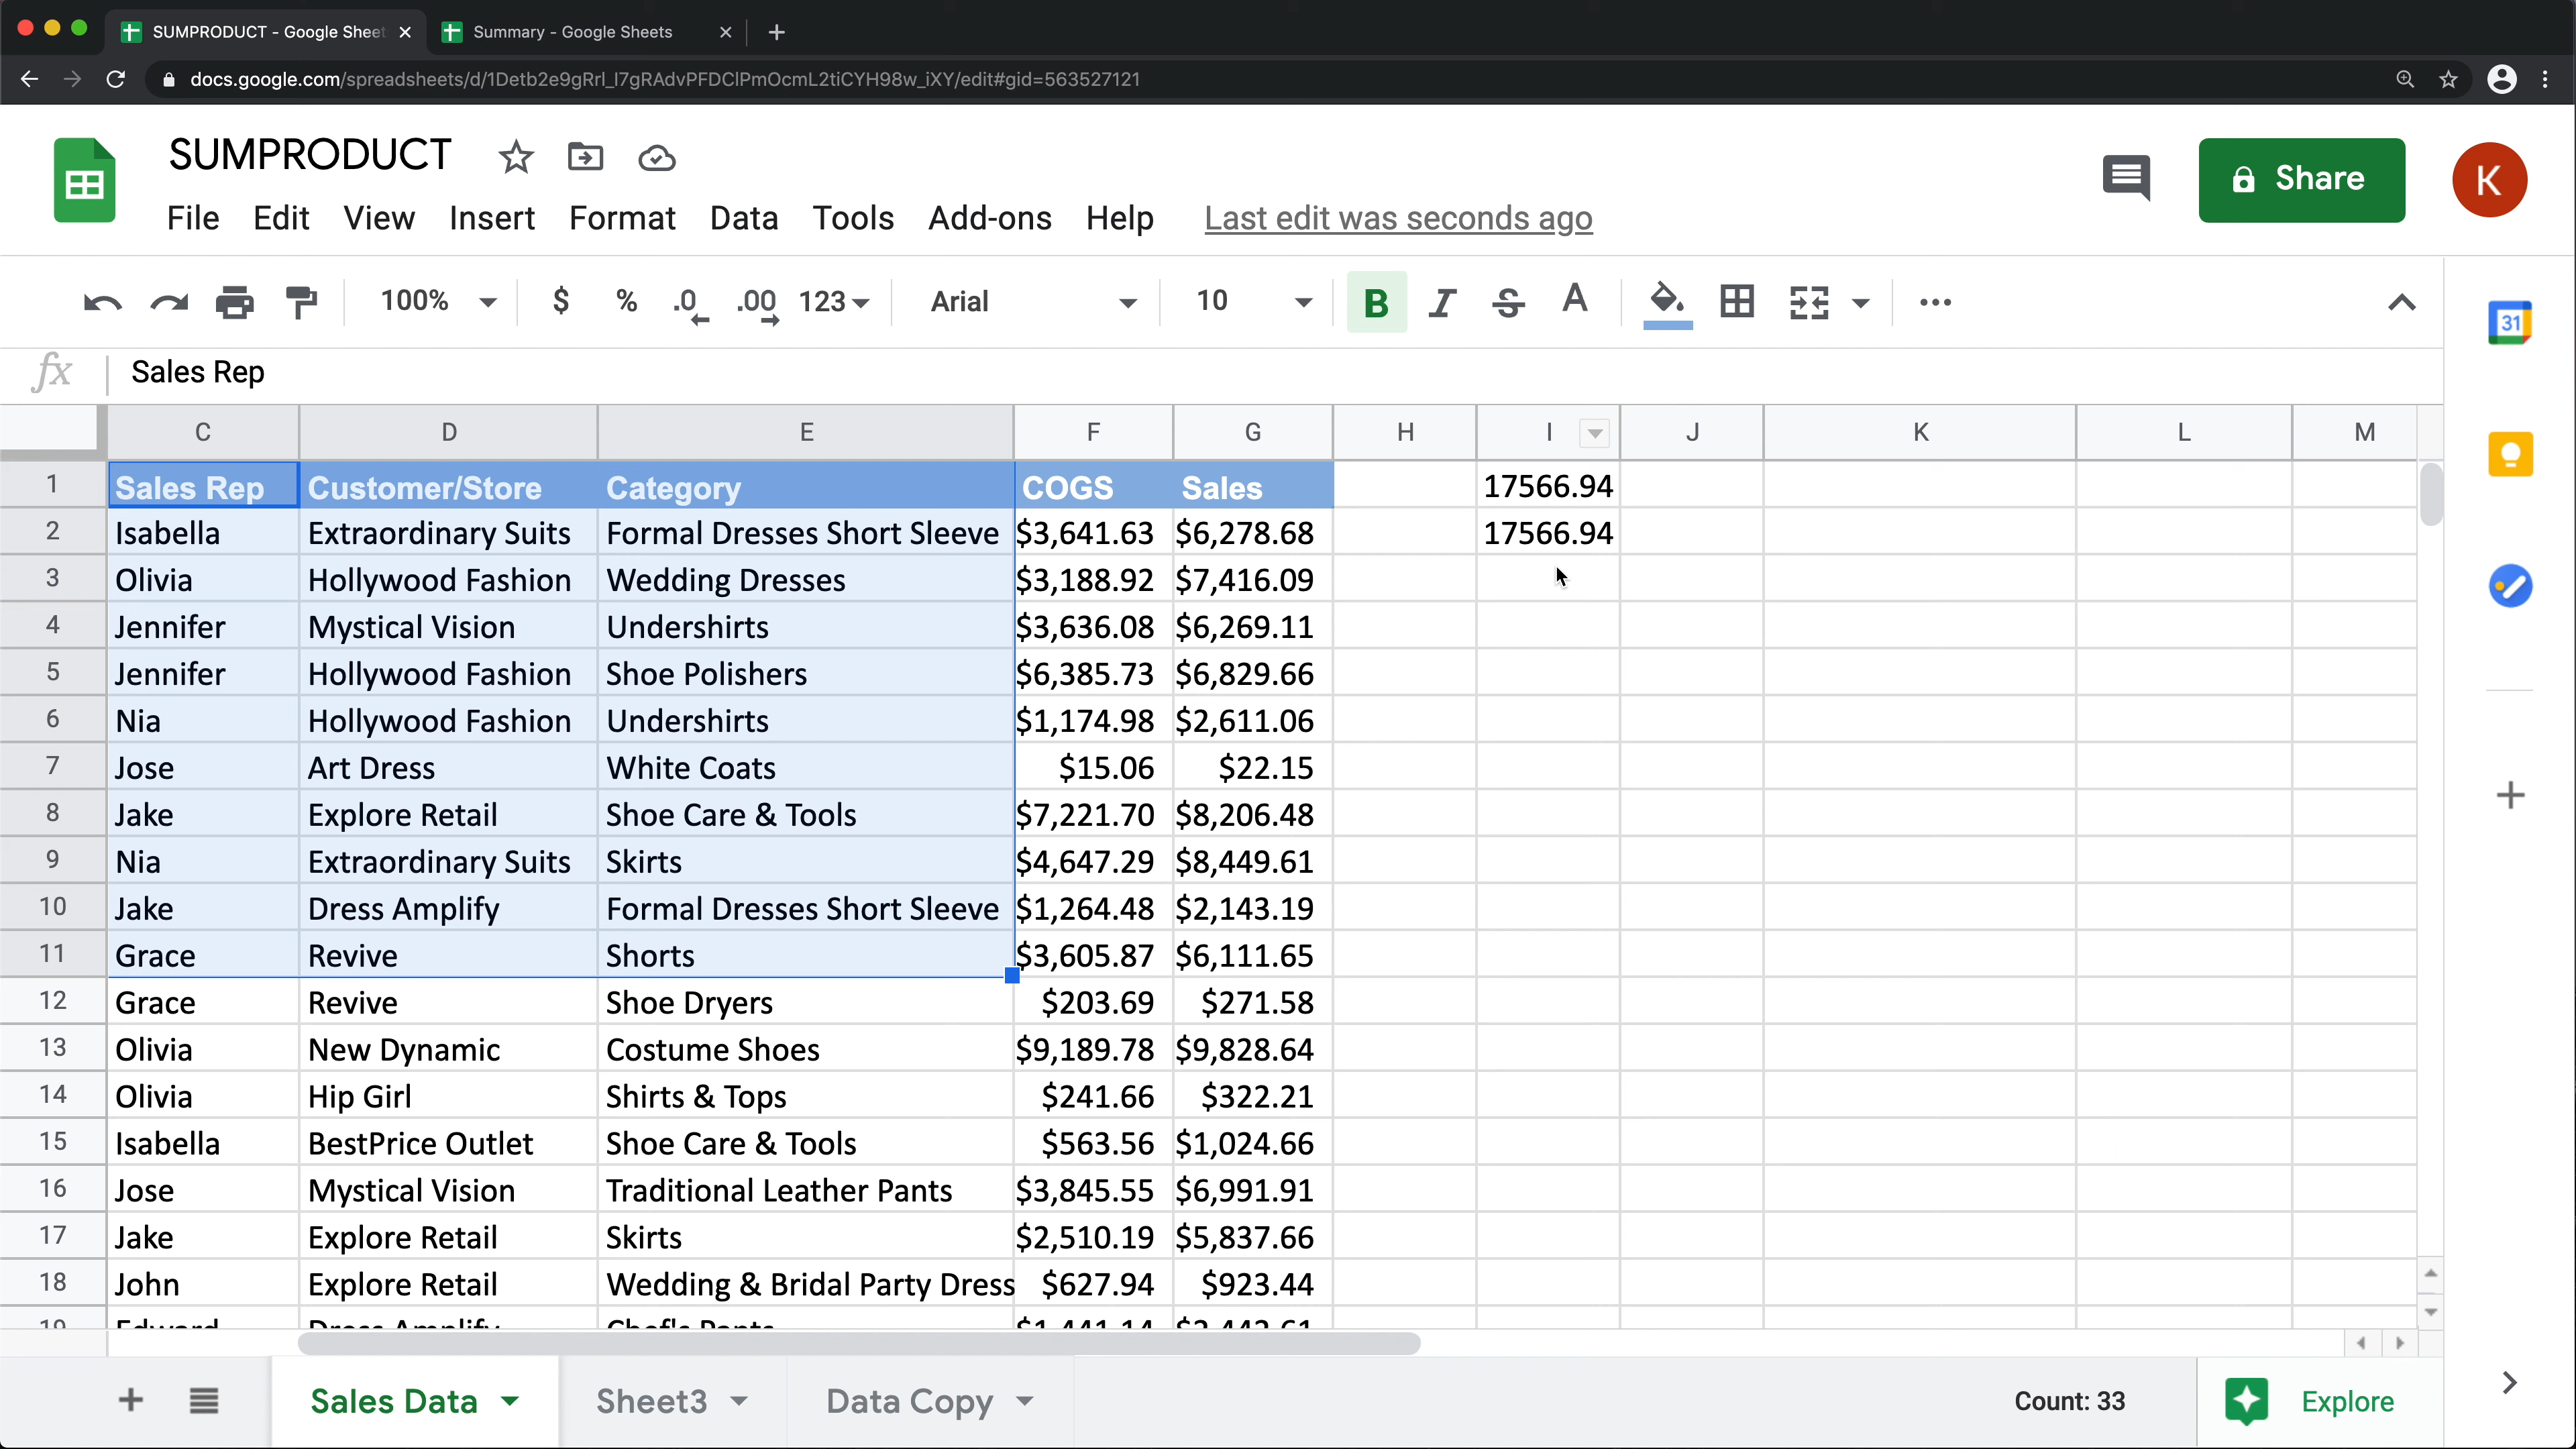 SUMPRODUCT - Google Sheet
Summary - Google Sheets
docs.google.com/spreadsheets/d/1Detb2e9gRrl_I7gRAdvPFDCIPmOcmL2tiCYH98w_iXY/edit#gid=563527121
SUMPRODUCT
File Edit View Insert Format Data Tools Add-ons Help Last edit was seconds ago
Share
K
100% $ % .0 .00 123 Arial 10 B I S A
31
fx Sales Rep
C D E F G H I J K L M
1 Sales Rep Customer/Store Category COGS Sales 17566.94
2 Isabella Extraordinary Suits Formal Dresses Short Sleeve $3,641.63 $6,278.68 17566.94
3 Olivia Hollywood Fashion Wedding Dresses $3,188.92 $7,416.09
4 Jennifer Mystical Vision Undershirts $3,636.08 $6,269.11
5 Jennifer Hollywood Fashion Shoe Polishers $6,385.73 $6,829.66
6 Nia Hollywood Fashion Undershirts $1,174.98 $2,611.06
7 Jose Art Dress White Coats $15.06 $22.15
8 Jake Explore Retail Shoe Care & Tools $7,221.70 $8,206.48
9 Nia Extraordinary Suits Skirts $4,647.29 $8,449.61
10 Jake Dress Amplify Formal Dresses Short Sleeve $1,264.48 $2,143.19
11 Grace Revive Shorts $3,605.87 $6,111.65
12 Grace Revive Shoe Dryers $203.69 $271.58
13 Olivia New Dynamic Costume Shoes $9,189.78 $9,828.64
14 Olivia Hip Girl Shirts & Tops $241.66 $322.21
15 Isabella BestPrice Outlet Shoe Care & Tools $563.56 $1,024.66
16 Jose Mystical Vision Traditional Leather Pants $3,845.55 $6,991.91
17 Jake Explore Retail Skirts $2,510.19 $5,837.66
18 John Explore Retail Wedding & Bridal Party Dress $627.94 $923.44
19 Edward Dress Amplify Chef's Pants
Sales Data Sheet3 Data Copy Count: 33 Explore